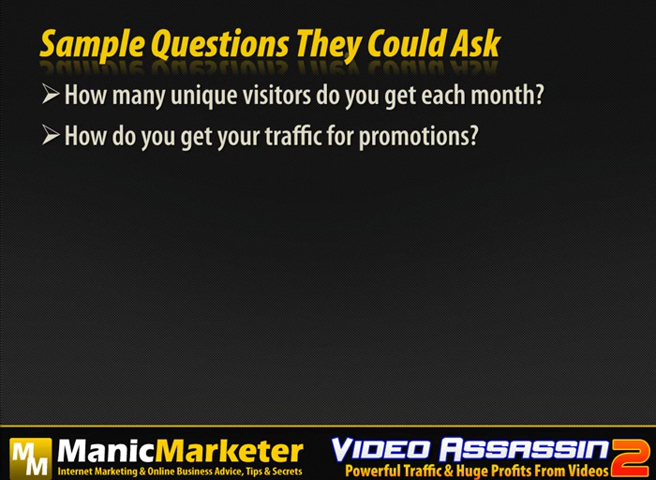 Sample Questions They Could Ask
How many unique visitors do you get each month?
How do you get your traffic for promotions?
MM ManicMarketer
Internet Marketing & Online Business Advice, Tips & Secrets
VIDEO ASSASSIN 2
Powerful Traffic & Huge Profits From Videos